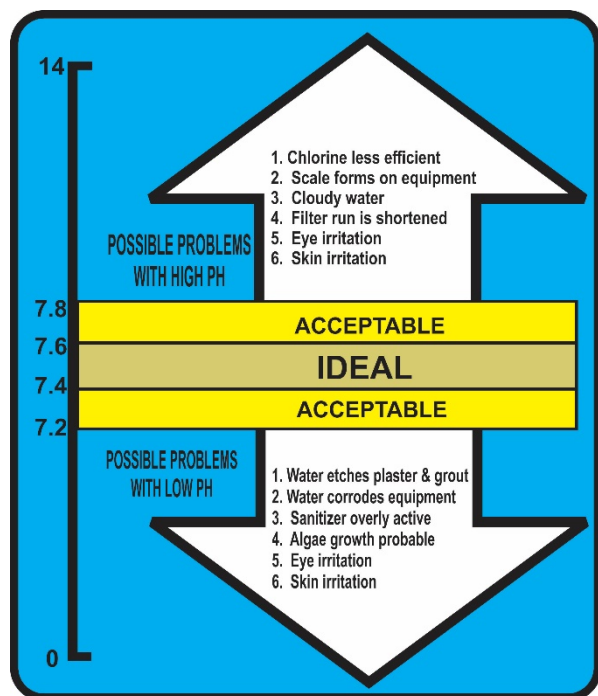 14
1. Chlorine less efficient
2. Scale forms on equipment
3. Cloudy water
4. Filter run is shortened
5. Eye irritation
6. Skin irritation
POSSIBLE PROBLEMS
WITH HIGH PH
7.8
ACCEPTABLE
7.6
IDEAL
7.4
ACCEPTABLE
7.2
POSSIBLE PROBLEMS
WITH LOW PH
1. Water etches plaster & grout
2. Water corrodes equipment
3. Sanitizer overly active
4. Algae growth probable
5. Eye irritation
6. Skin irritation
0